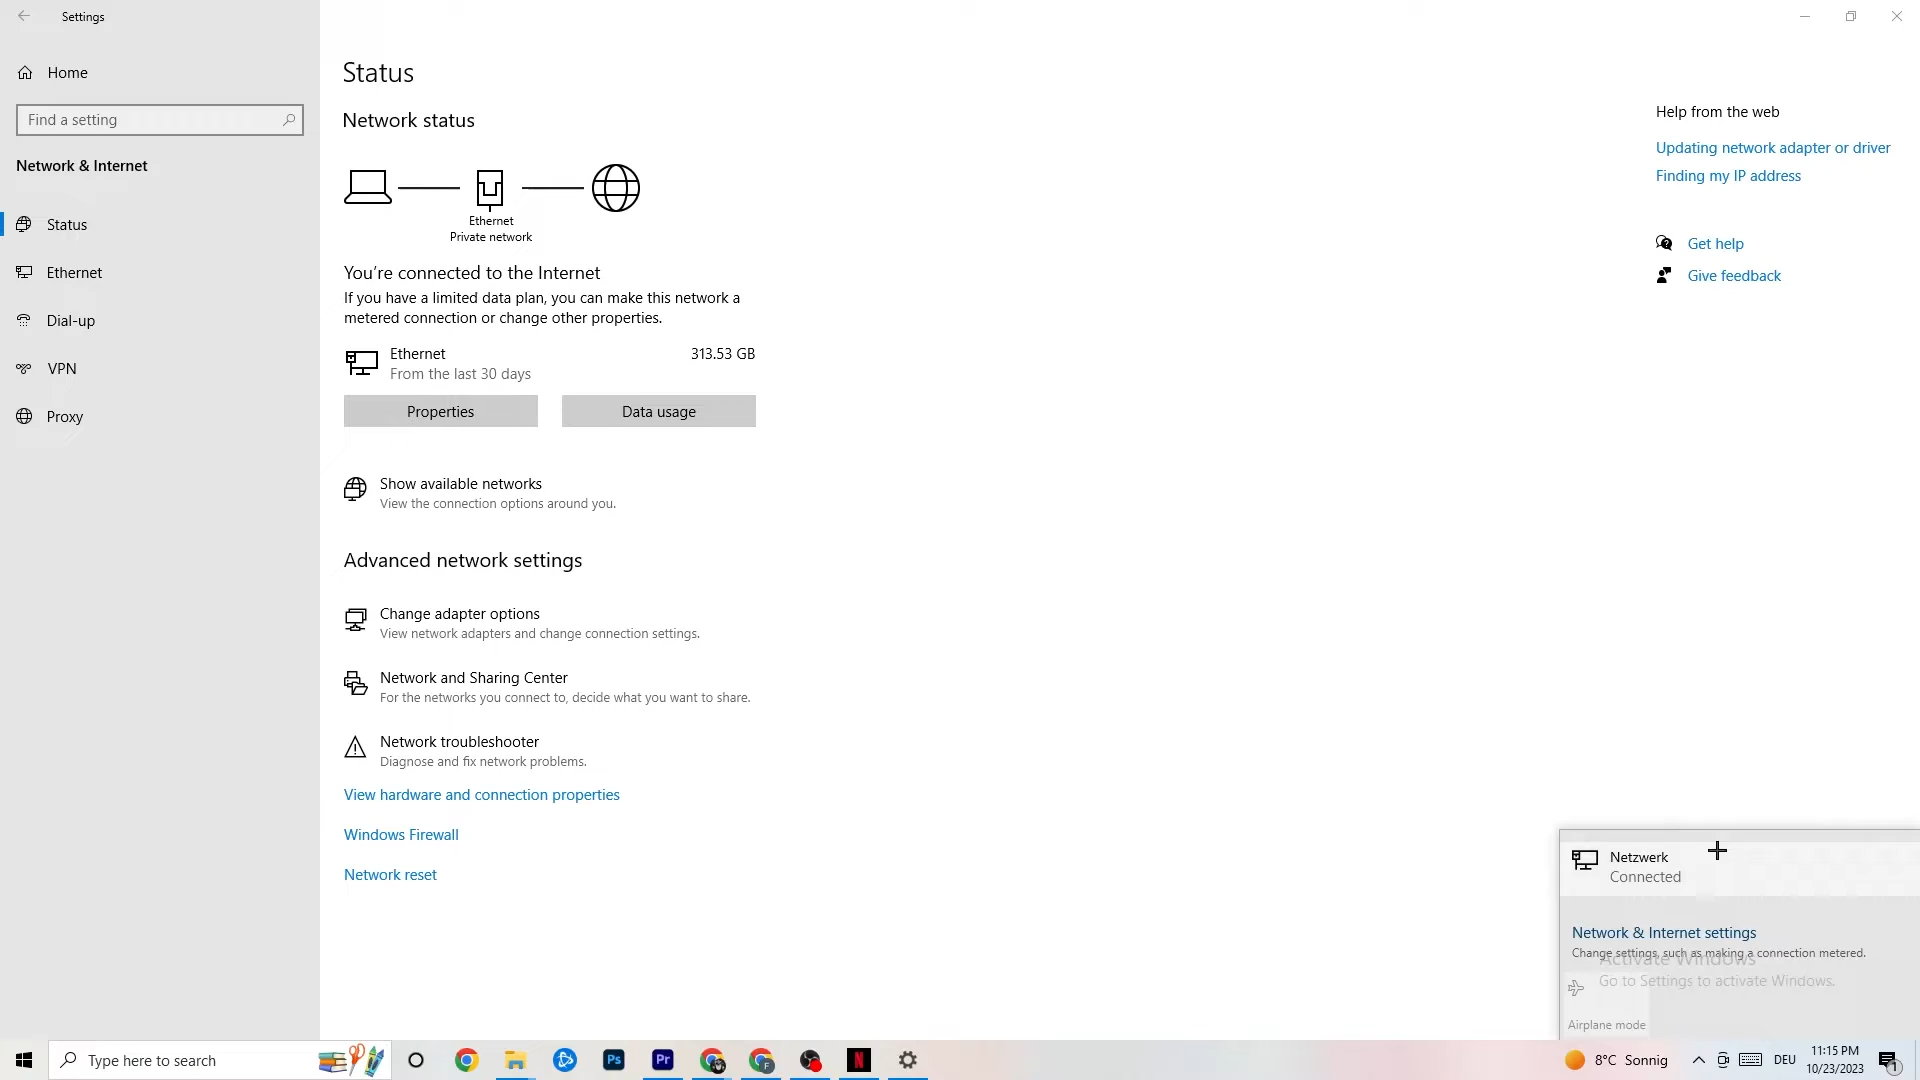 Settings
Home
Find a setting
Network & Internet
Status
Ethernet
Dial-up
VPN
Proxy
Status
Network status
Ethernet
Private network
You're connected to the Internet
If you have a limited data plan, you can make this network a
metered connection or change other properties.
Ethernet 313.53 GB
From the last 30 days
Properties Data usage
Show available networks
View the connection options around you.
Advanced network settings
Change adapter options
View network adapters and change connection settings.
Network and Sharing Center
For the networks you connect to, decide what you want to share.
Network troubleshooter
Diagnose and fix network problems.
View hardware and connection properties
Windows Firewall
Network reset
Help from the web
Updating network adapter or driver
Finding my IP address
Get help
Give feedback
Netzwerk
Connected
Network & Internet settings
Change settings, such as making a connection metered.
Activate Windows
Go to Settings to activate Windows.
Airplane mode
Type here to search
Ps
Pr
F
N
8°C Sonnig
DEU
11:15 PM
10/23/2023
1